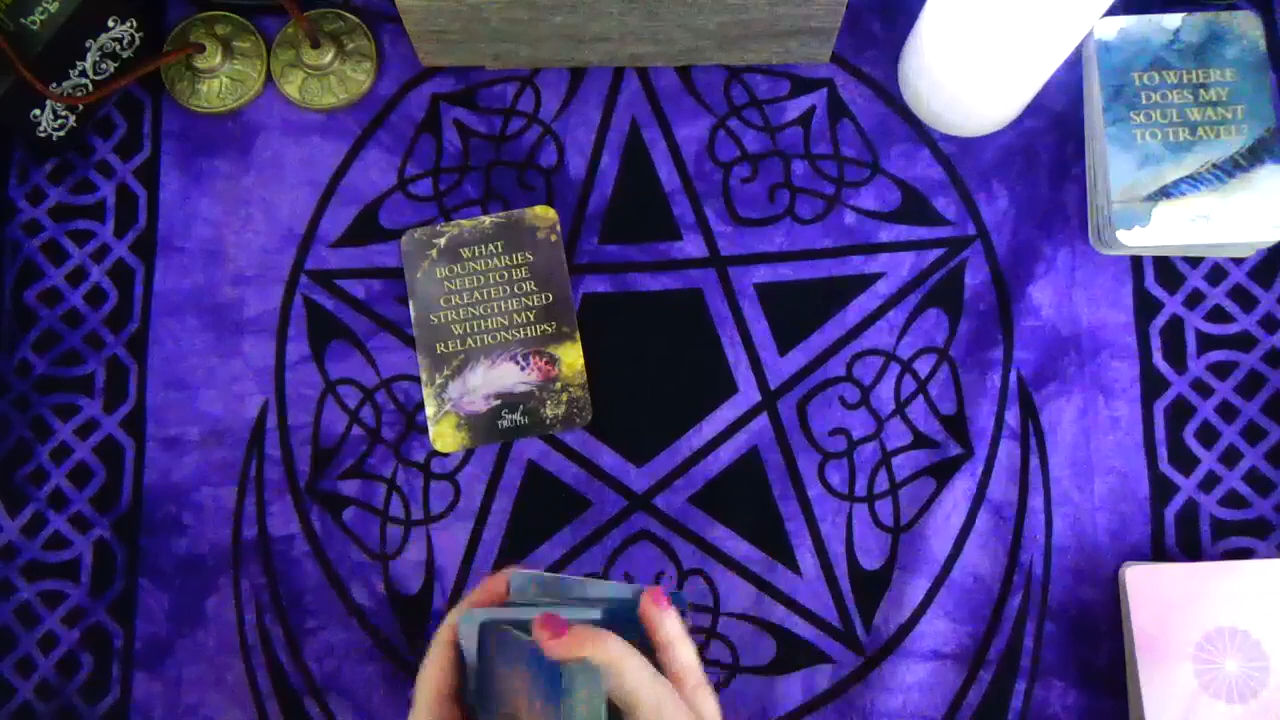 beg
WHAT
BOUNDARIES
NEED TO BE
CREATED OR
STRENGTHENED
WITHIN MY
RELATIONSHIPS?
Soul
TRUTH
TO WHERE
DOES MY
SOUL WANT
TO TRAVEL?